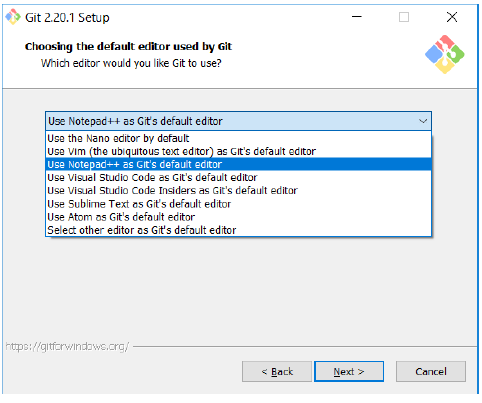 Git 2.20.1 Setup
Choosing the default editor used by Git
Which editor would you like Git to use?
Use Notepad++ as Git's default editor
Use the Nano editor by default
Use Vim (the ubiquitous text editor) as Git's default editor
Use Notepad++ as Git's default editor
Use Visual Studio Code as Git's default editor
Use Visual Studio Code Insiders as Git's default editor
Use Sublime Text as Git's default editor
Use Atom as Git's default editor
Select other editor as Git's default editor
https://gitforwindows.org/
< Back Next > Cancel